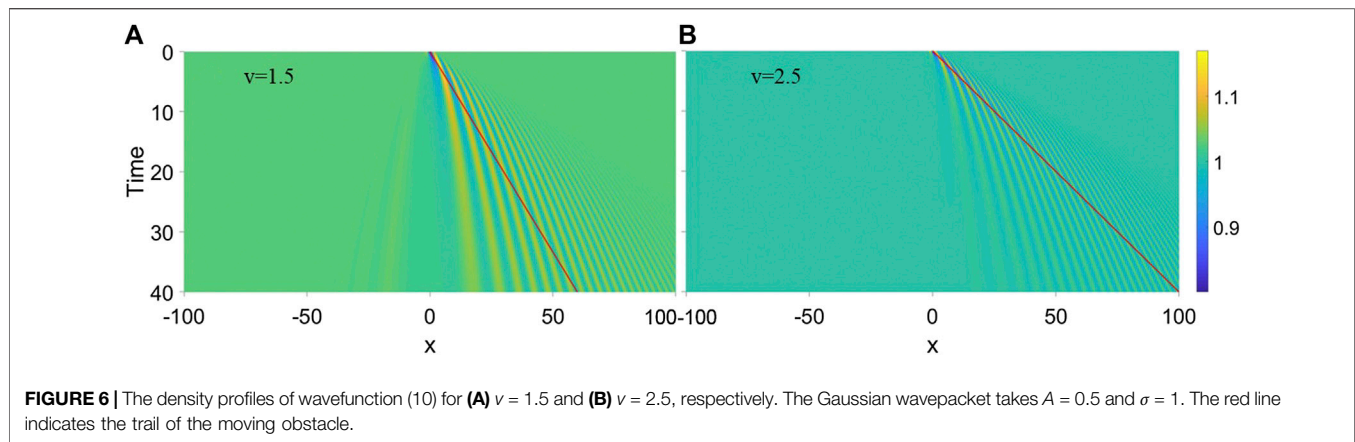 A
B
v=1.5
v=2.5
0
10
20
30
40
Time
-100
-50
0
50
100
-100
-50
0
50
100
x
x
1.1
1
0.9
FIGURE 6 | The density profiles of wavefunction (10) for (A) v = 1.5 and (B) v = 2.5, respectively. The Gaussian wavepacket takes A = 0.5 and σ = 1. The red line
indicates the trail of the moving obstacle.